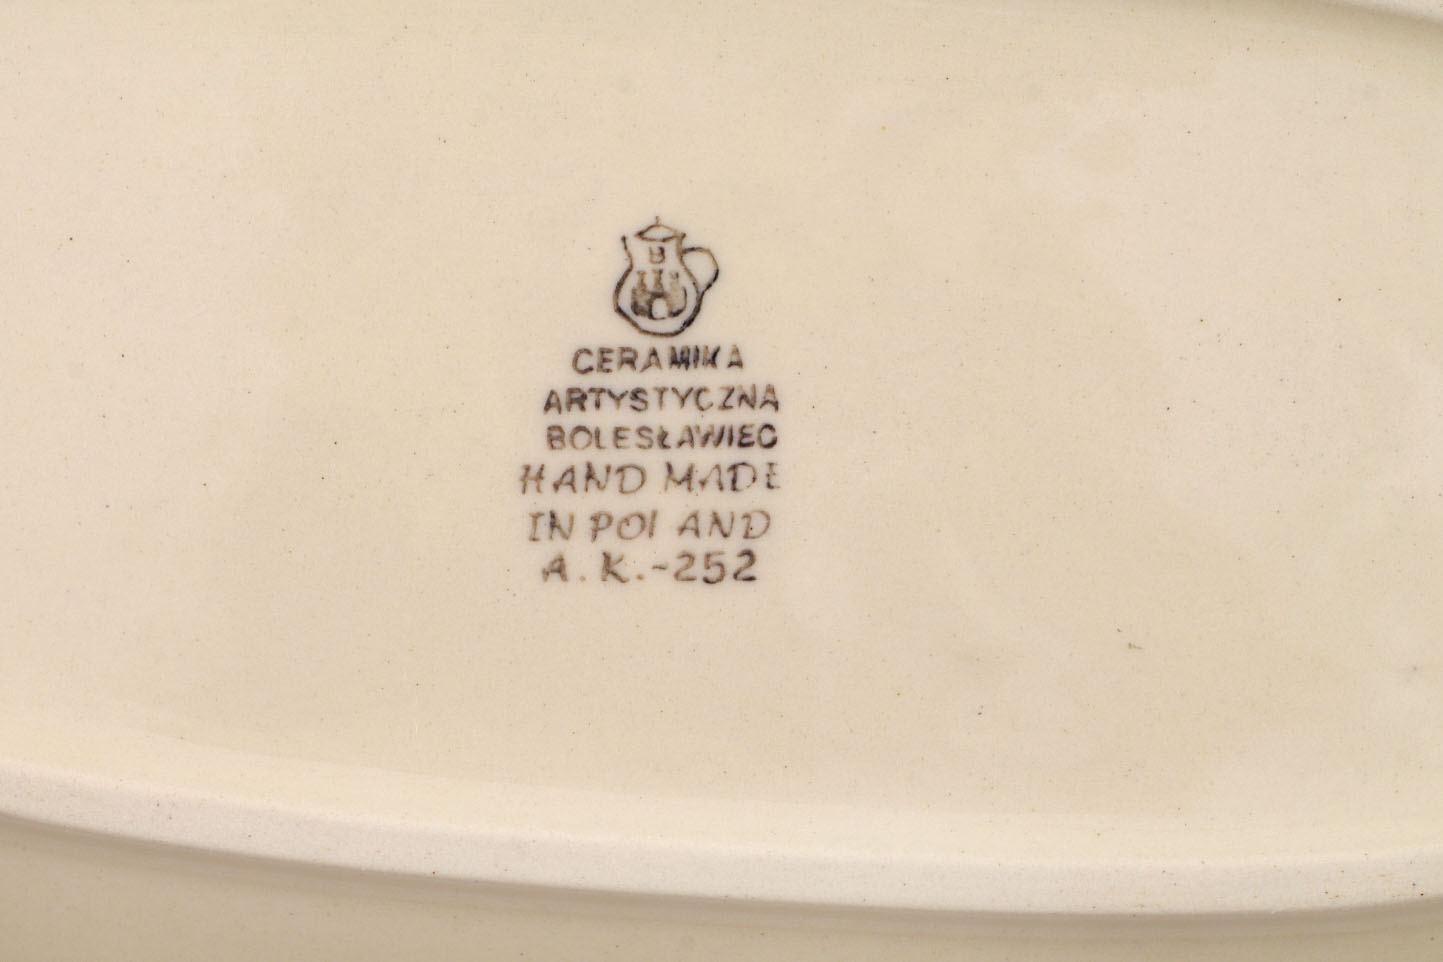 B
CERAMIKA
ARTYSTYCZNA
BOLESŁAWIEC
HAND MADE
IN POLAND
A.K.-252